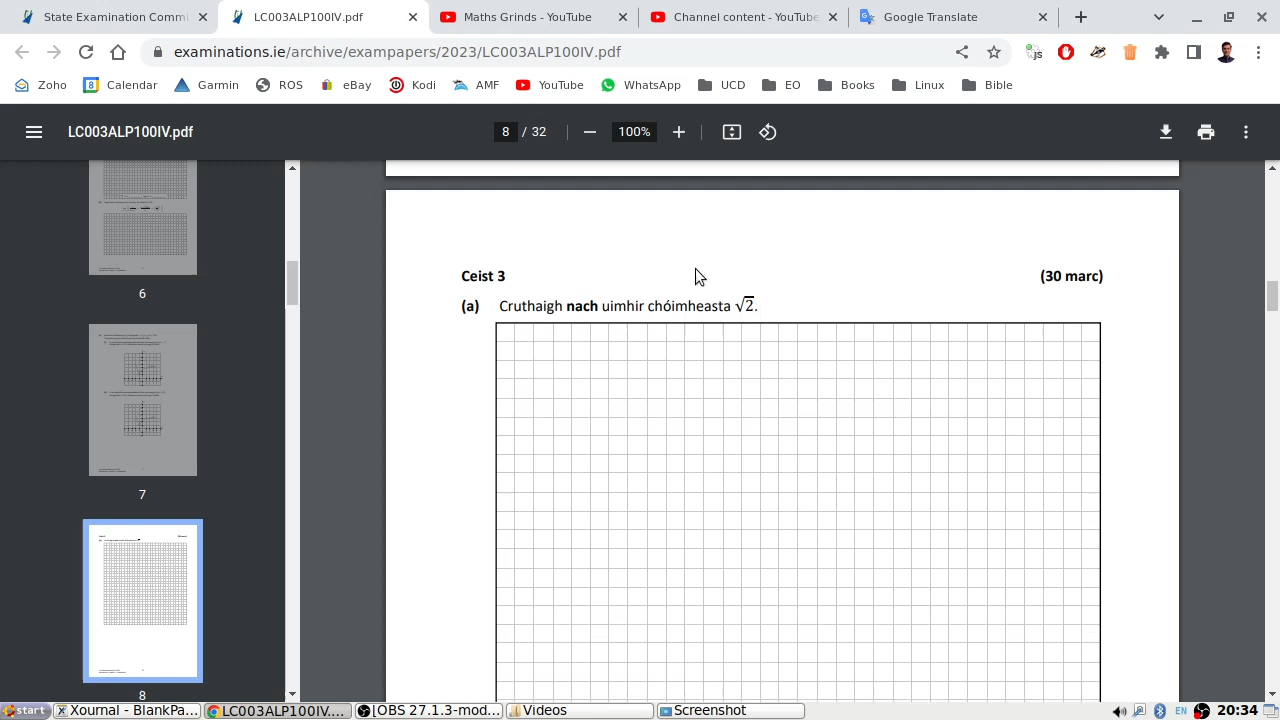 State Examination Commi
LC003ALP100IV.pdf
Maths Grinds - YouTube
Channel content - YouTube
Google Translate
examinations.ie/archive/exampapers/2023/LC003ALP100IV.pdf
Zoho
Calendar
Garmin
ROS
eBay
Kodi
AMF
YouTube
WhatsApp
UCD
EO
Books
Linux
Bible
LC003ALP100IV.pdf
8 / 32
100%
6
7
8
Ceist 3
(30 marc)
(a) Cruthaigh nach uimhir chóimheasta √2.
start
Xournal - BlankPa...
LC003ALP100IV....
[OBS 27.1.3-mod...
Videos
Screenshot
EN
20:34